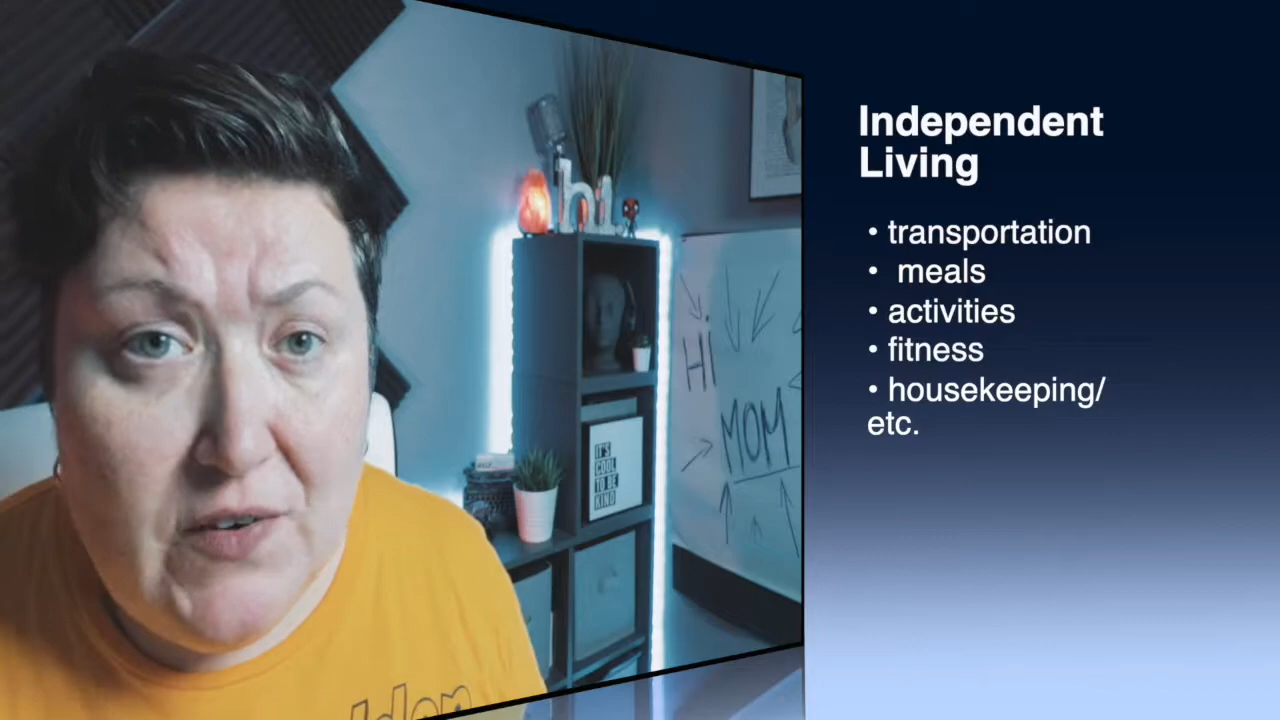 Independent
Living
• transportation
• meals
• activities
• fitness
• housekeeping/
etc.
hi
HI
MOM
IT'S
COOL
TO BE
KIND